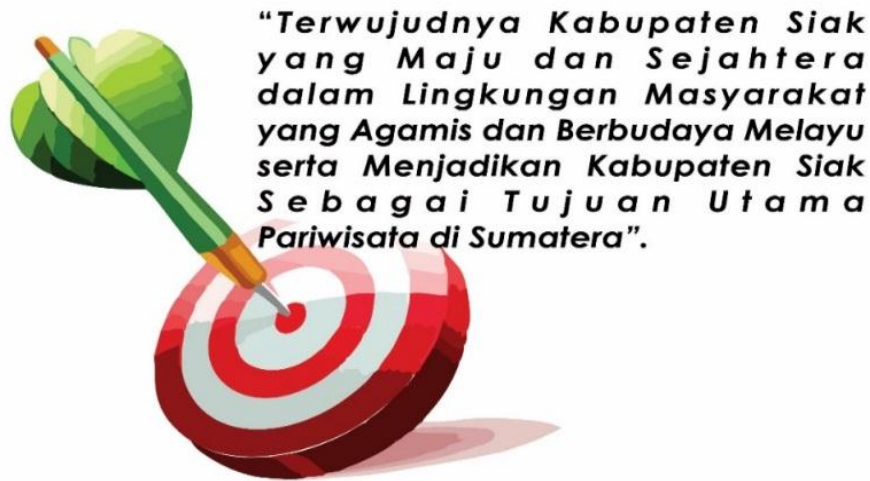 “Terwujudnya Kabupaten Siak
yang Maju dan Sejahtera
dalam Lingkungan Masyarakat
yang Agamis dan Berbudaya Melayu
serta Menjadikan Kabupaten Siak
Sebagai Tujuan Utama
Pariwisata di Sumatera”.